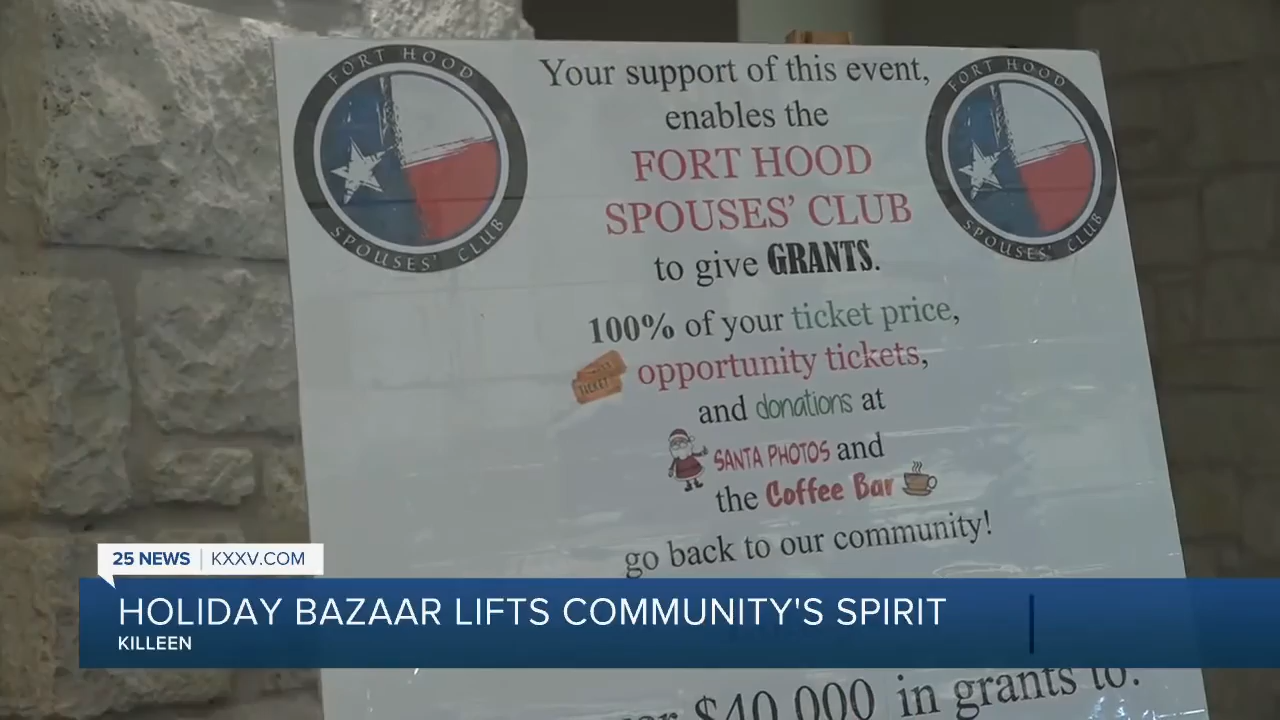 FORT HOOD
SPOUSES' CLUB
Your support of this event,
enables the
FORT HOOD
SPOUSES' CLUB
to give GRANTS.
100% of your ticket price,
TICKET
opportunity tickets,
and donations at
SANTA PHOTOS and
the Coffee Bar
go back to our community!
FORT HOOD
SPOUSES' CLUB
25 NEWS | KXXV.COM
HOLIDAY BAZAAR LIFTS COMMUNITY'S SPIRIT
KILLEEN
$40,000 in grants to: